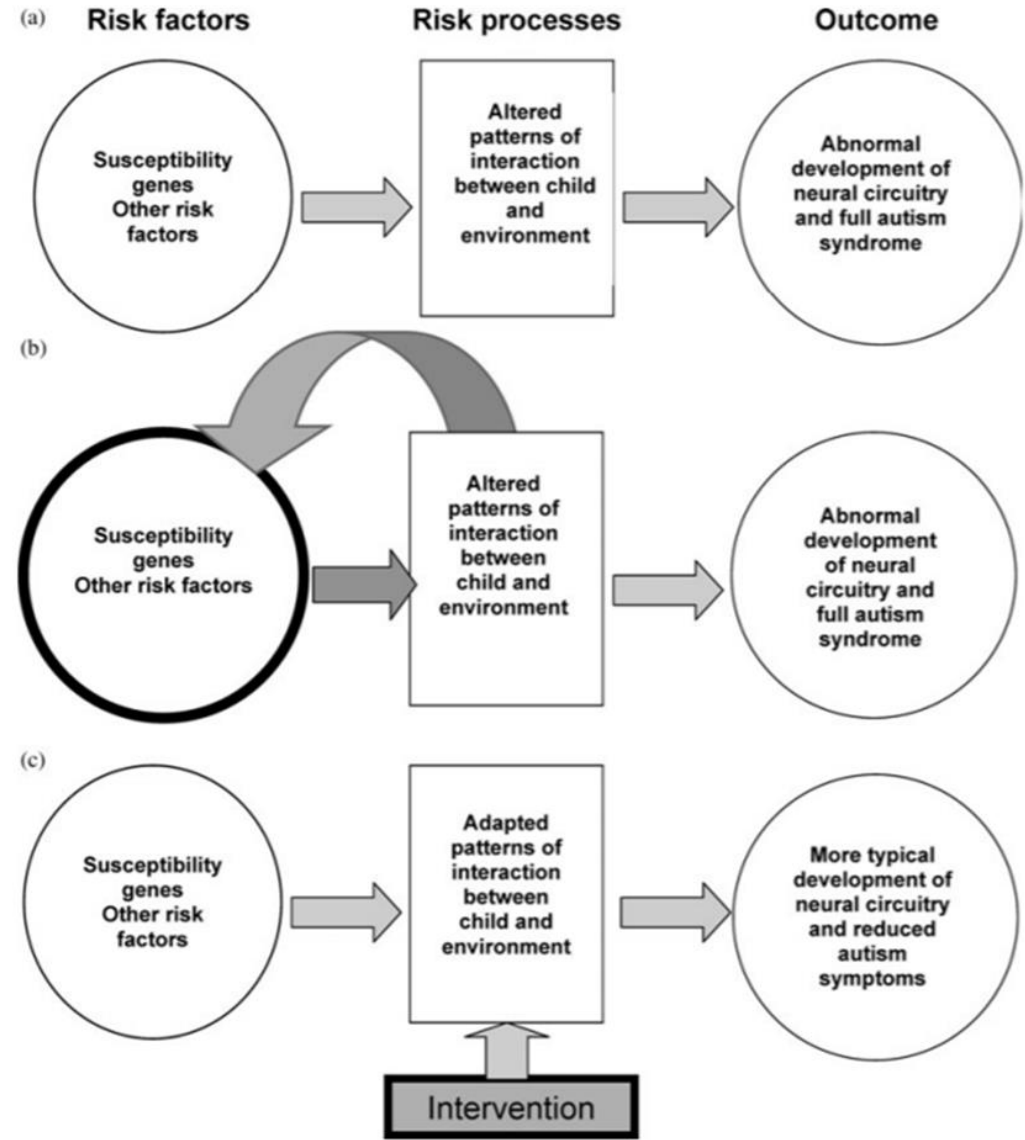 (a) Risk factors Risk processes Outcome
Susceptibility
genes
Other risk
factors
Altered
patterns of
interaction
between child
and
environment
Abnormal
development of
neural circuitry
and full autism
syndrome
(b)
Susceptibility
genes
Other risk factors
Altered
patterns of
interaction
between
child and
environment
Abnormal
development
of neural
circuitry and
full autism
syndrome
(c)
Susceptibility
genes
Other risk
factors
Adapted
patterns of
interaction
between
child and
environment
More typical
development of
neural circuitry
and reduced
autism
symptoms
Intervention